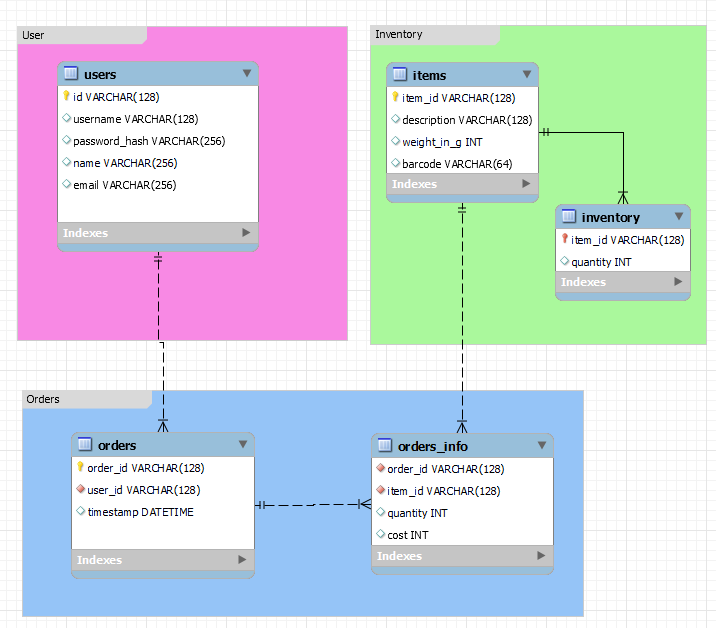 User
users
id VARCHAR(128)
username VARCHAR(128)
password_hash VARCHAR(256)
name VARCHAR(256)
email VARCHAR(256)
Indexes
Inventory
items
item_id VARCHAR(128)
description VARCHAR(128)
weight_in_g INT
barcode VARCHAR(64)
Indexes
inventory
item_id VARCHAR(128)
quantity INT
Indexes
Orders
orders
order_id VARCHAR(128)
user_id VARCHAR(128)
timestamp DATETIME
Indexes
orders_info
order_id VARCHAR(128)
item_id VARCHAR(128)
quantity INT
cost INT
Indexes